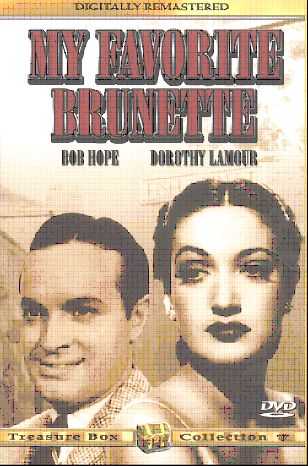 DIGITALLY REMASTERED
MY FAVORITE
BRUNETTE
BOB HOPE DOROTHY LAMOUR
DVD
Treasure Box Collection